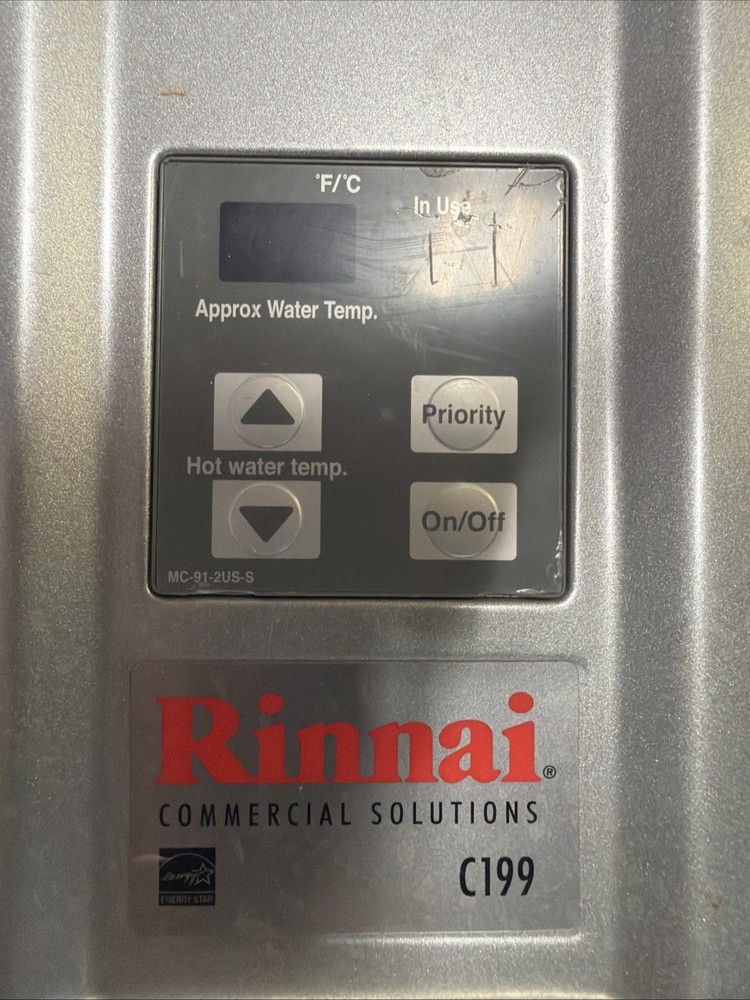 °F/°C
In Use
Approx Water Temp.
Priority
Hot water temp.
On/Off
MC-91-2US-S
Rinnai®
COMMERCIAL SOLUTIONS
energy
ENERGY STAR
C199